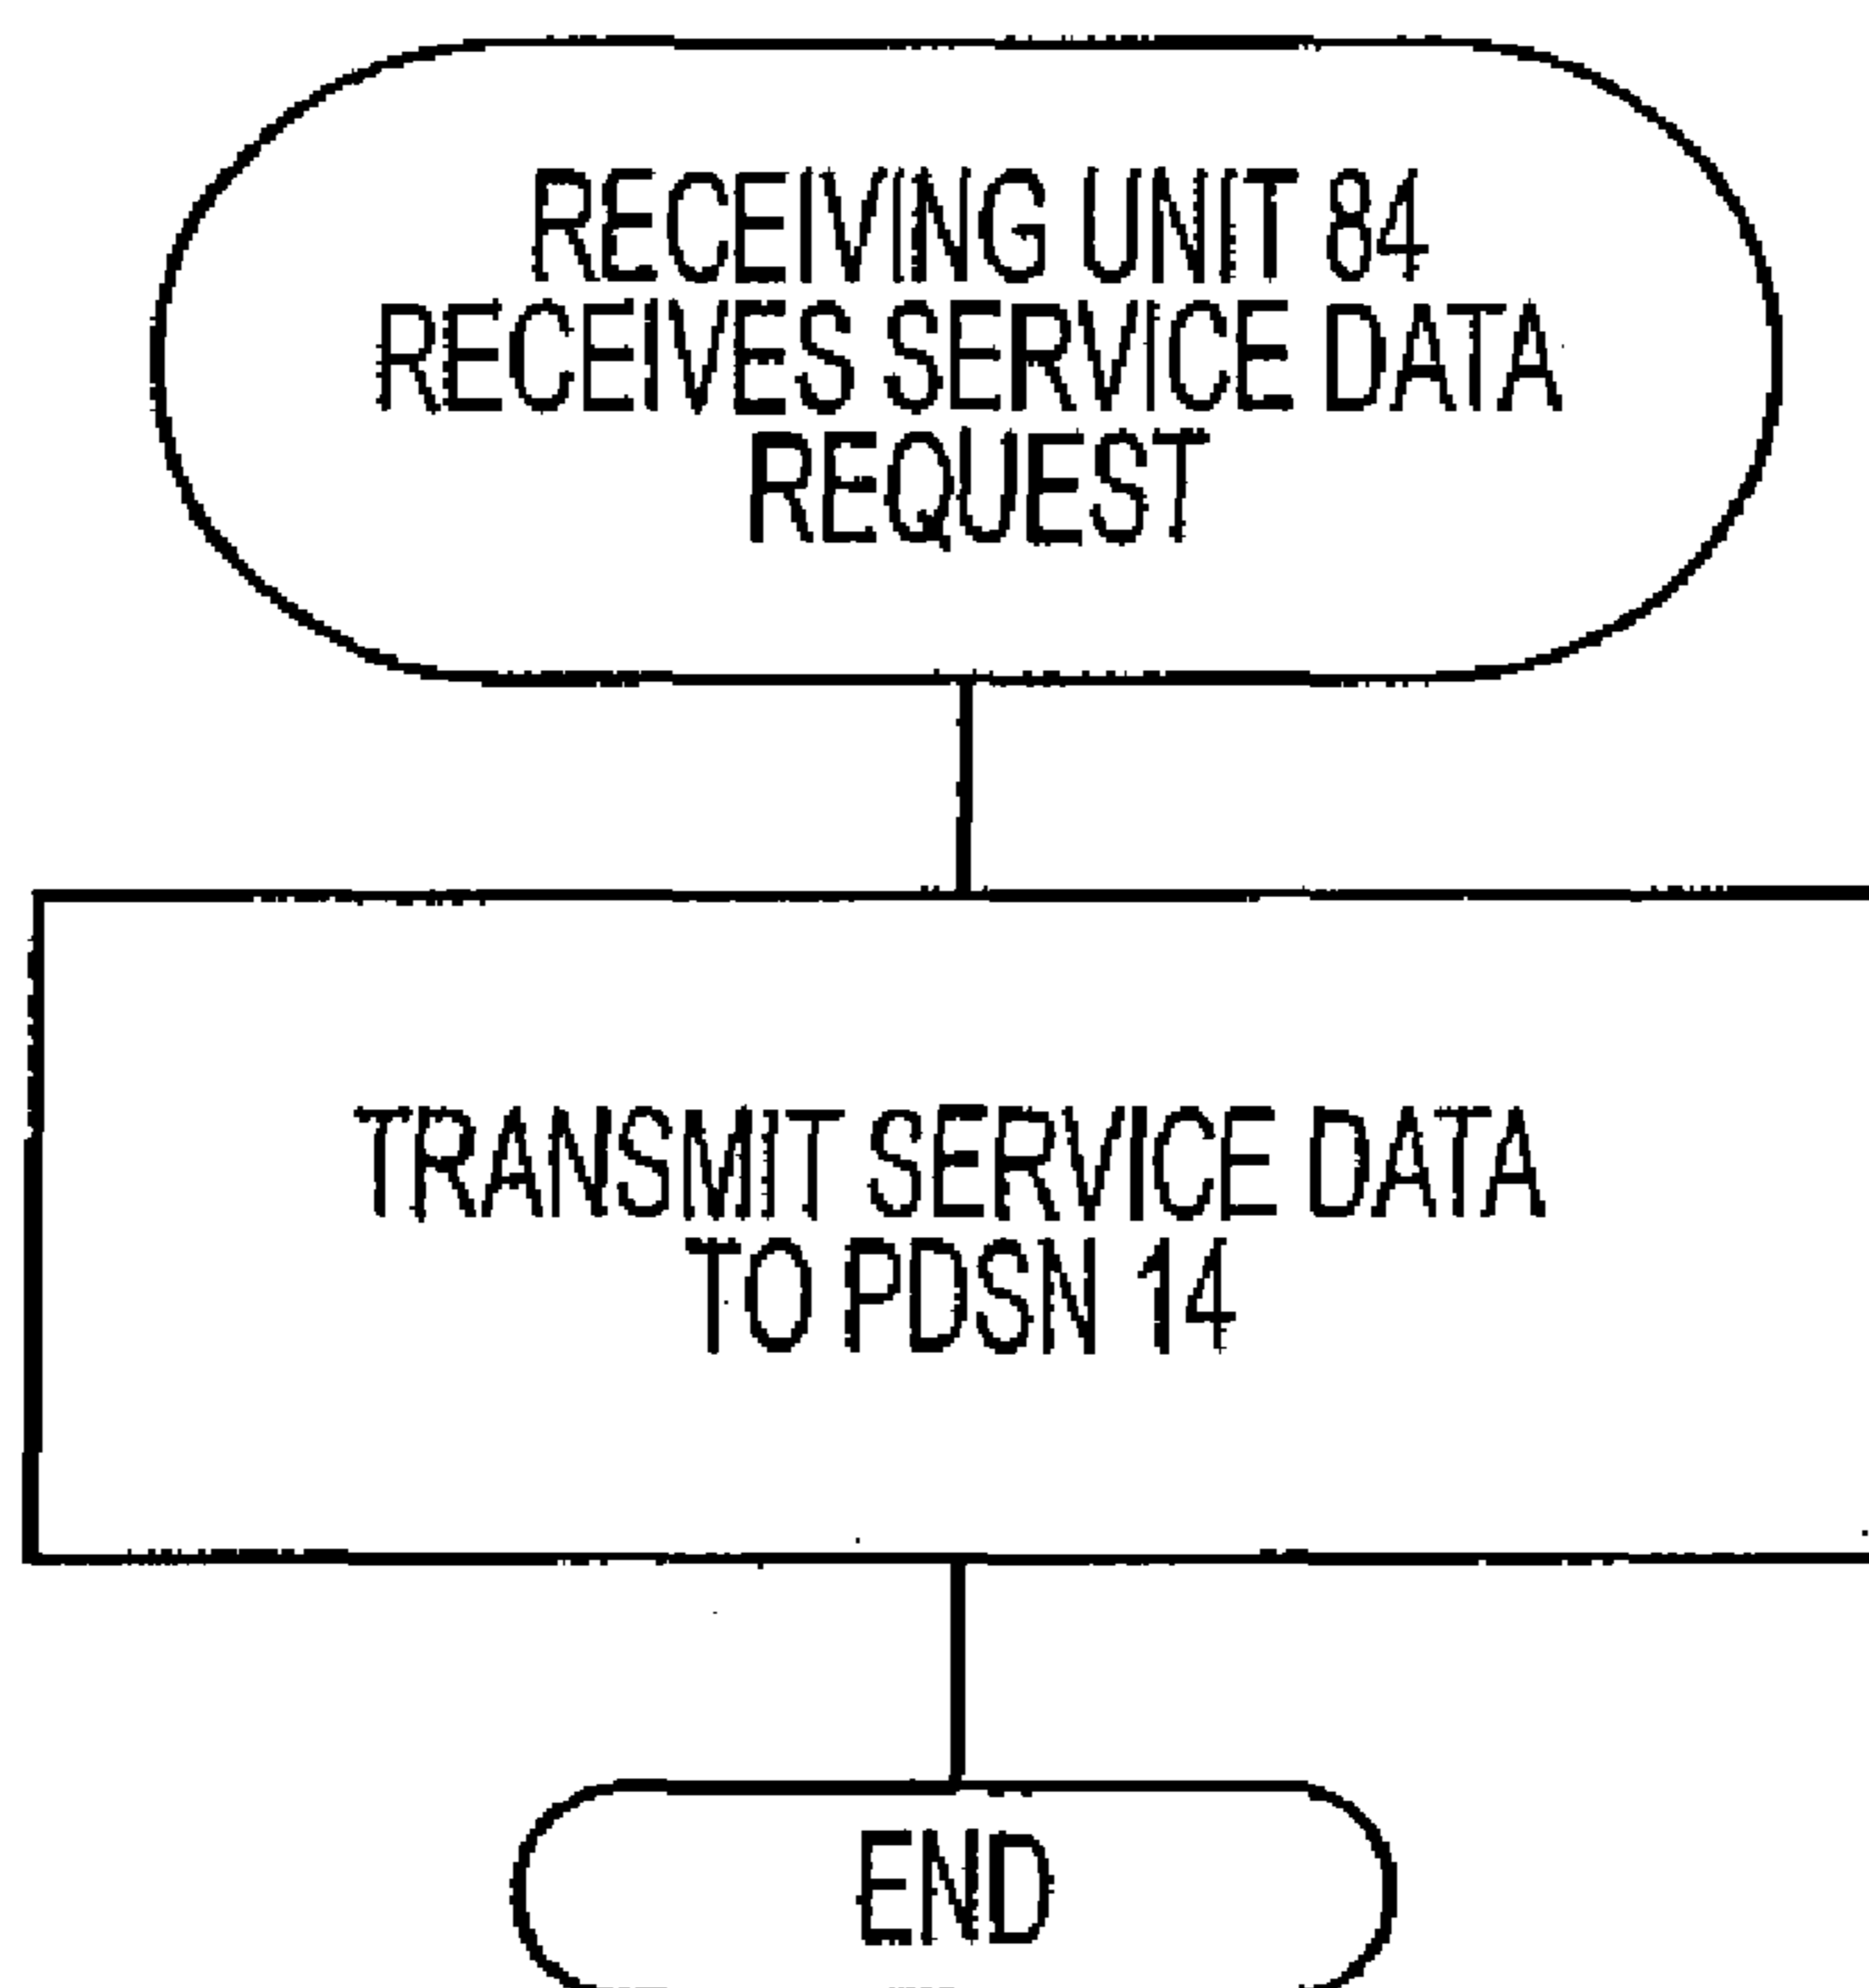 RECEIVING UNIT 84
RECEIVES SERVICE DATA
REQUEST
TRANSMIT SERVICE DATA
TO PDSN 14
END